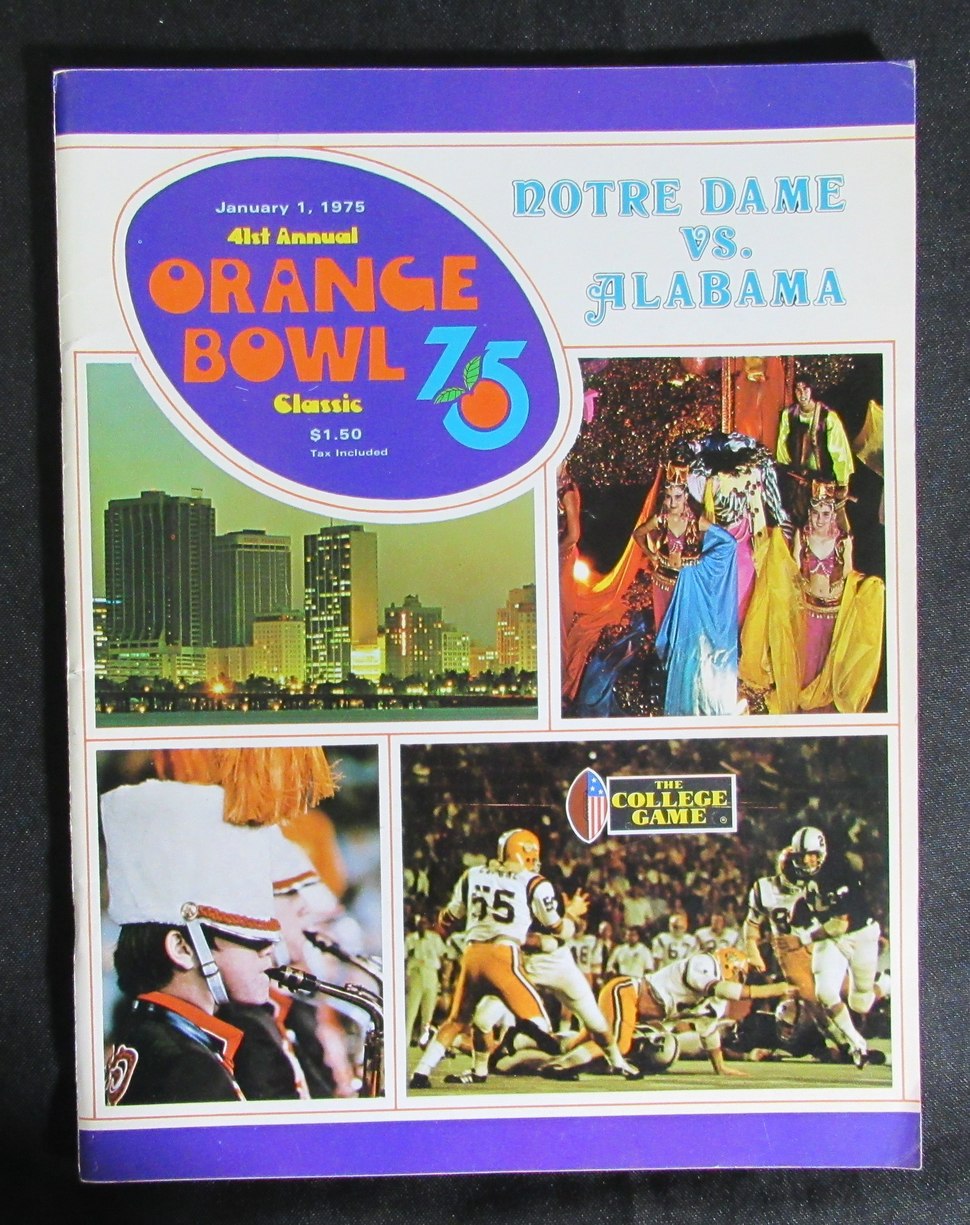 January 1, 1975
41st Annual
ORANGE
BOWL 75
Classic
$1.50
Tax Included
NOTRE DAME
VS.
ALABAMA
THE
COLLEGE
GAME ®
55